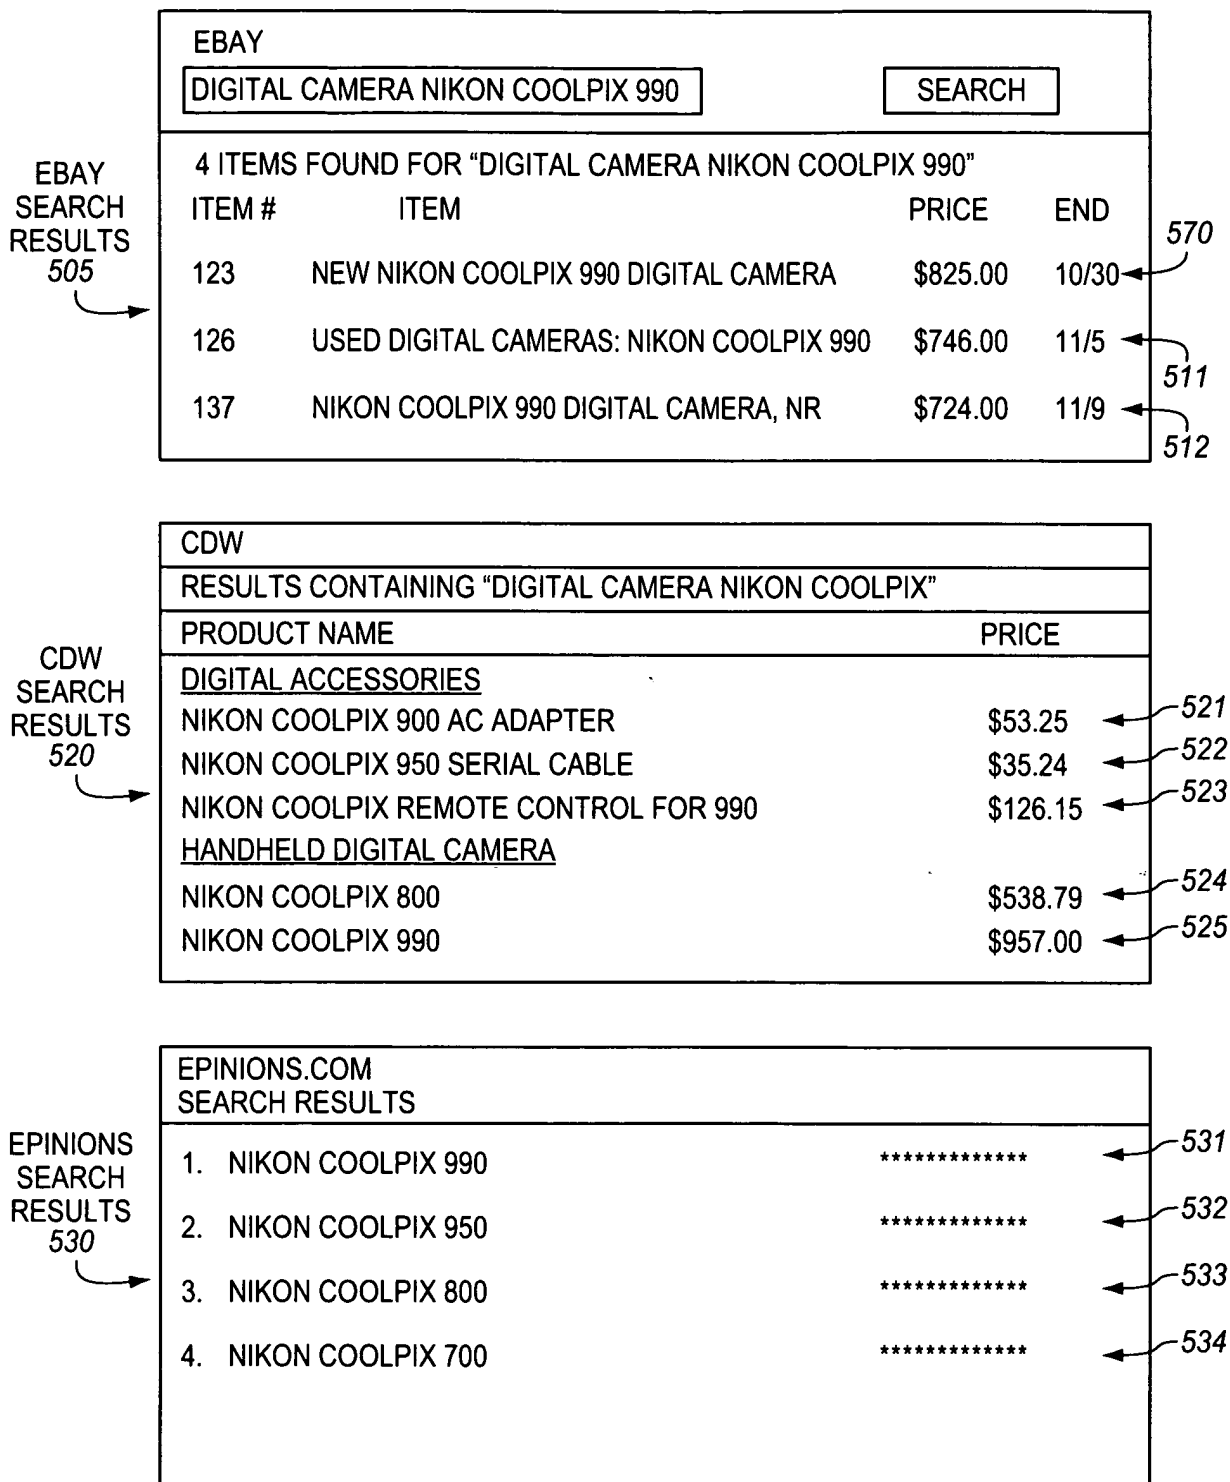 EBAY
DIGITAL CAMERA NIKON COOLPIX 990 SEARCH
4 ITEMS FOUND FOR “DIGITAL CAMERA NIKON COOLPIX 990”
ITEM # ITEM PRICE END
123 NEW NIKON COOLPIX 990 DIGITAL CAMERA $825.00 10/30
126 USED DIGITAL CAMERAS: NIKON COOLPIX 990 $746.00 11/5
137 NIKON COOLPIX 990 DIGITAL CAMERA, NR $724.00 11/9
EBAY
SEARCH
RESULTS
505
570
511
512
CDW
RESULTS CONTAINING “DIGITAL CAMERA NIKON COOLPIX”
PRODUCT NAME PRICE
DIGITAL ACCESSORIES
NIKON COOLPIX 900 AC ADAPTER $53.25
NIKON COOLPIX 950 SERIAL CABLE $35.24
NIKON COOLPIX REMOTE CONTROL FOR 990 $126.15
HANDHELD DIGITAL CAMERA
NIKON COOLPIX 800 $538.79
NIKON COOLPIX 990 $957.00
CDW
SEARCH
RESULTS
520
521
522
523
524
525
EPINIONS.COM
SEARCH RESULTS
1. NIKON COOLPIX 990 *************
2. NIKON COOLPIX 950 *************
3. NIKON COOLPIX 800 *************
4. NIKON COOLPIX 700 *************
EPINIONS
SEARCH
RESULTS
530
531
532
533
534